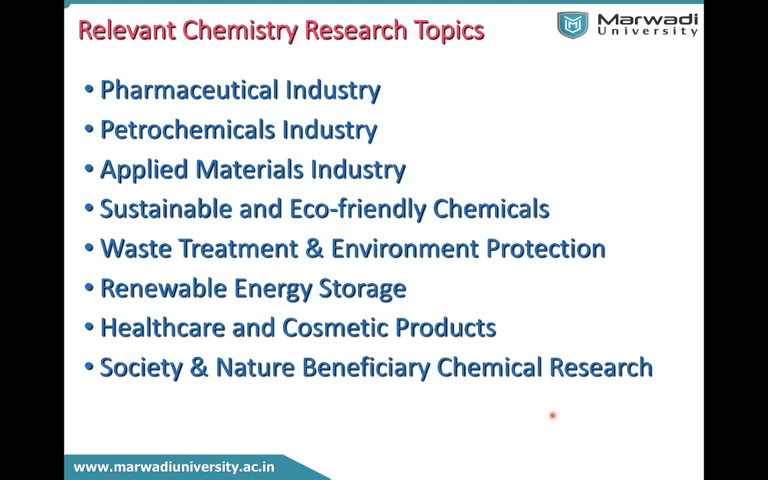 Relevant Chemistry Research Topics
Marwadi
University
• Pharmaceutical Industry
• Petrochemicals Industry
• Applied Materials Industry
• Sustainable and Eco-friendly Chemicals
• Waste Treatment & Environment Protection
• Renewable Energy Storage
• Healthcare and Cosmetic Products
• Society & Nature Beneficiary Chemical Research
www.marwadiuniversity.ac.in